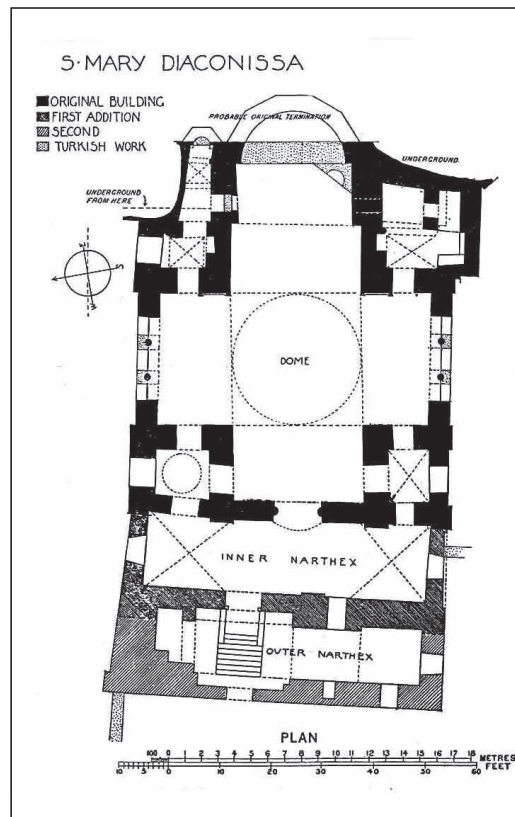 S·MARY DIACONISSA
ORIGINAL BUILDING
FIRST ADDITION
SECOND
TURKISH WORK
PROBABLE ORIGINAL TERMINATION
UNDERGROUND
UNDERGROUND
FROM HERE
E
S
W
DOME
INNER NARTHEX
OUTER NARTHEX
PLAN
100 0 1 2 3 4 5 6 7 8 9 10 11 12 13 14 15 16 17 18 METRES
10 5 0 10 20 30 40 50 60 FEET